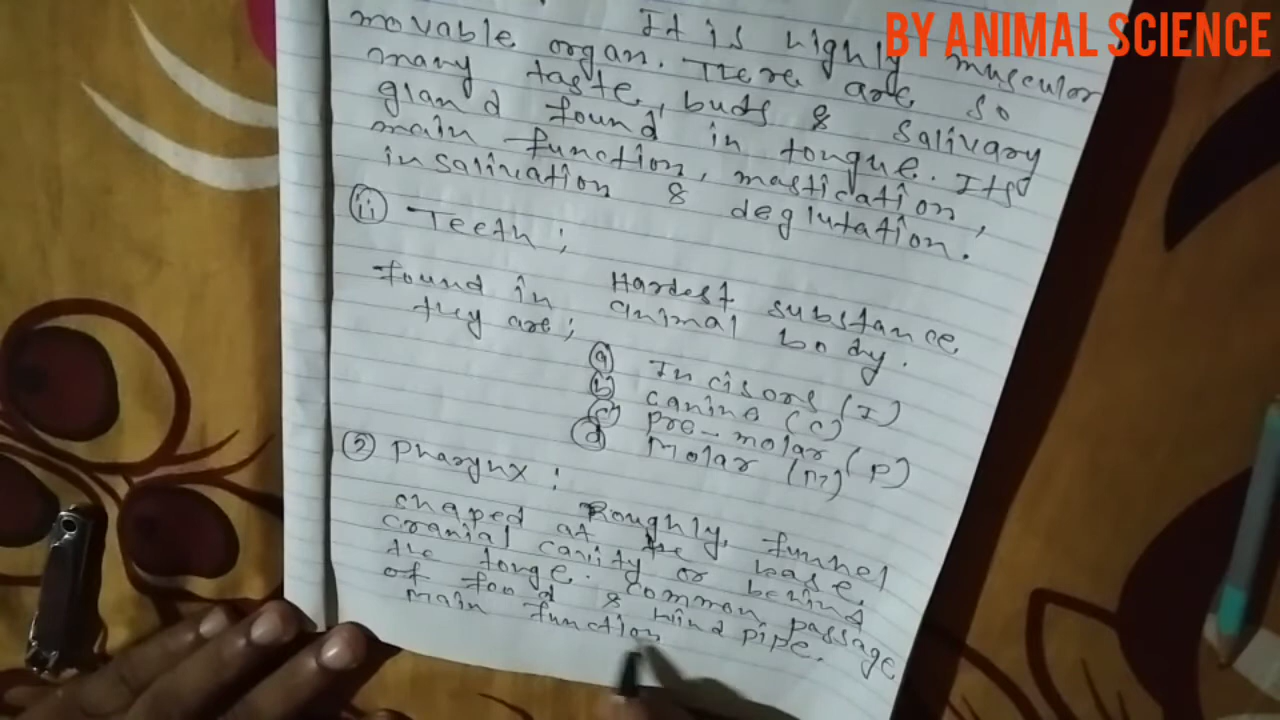 BY ANIMAL SCIENCE
It is highly muscular
movable organ. There are so
many taste, buds & salivary
gland found in tongue. Its
main function, mastication,
insalivation & deglutation.
(ii) Teeth;
Hardest substance
found in animal body.
they are;
(a) Incisors (I)
(b) Canine (C)
(c) Pre-molar (P)
(d) Molar (M)
(2) Pharynx:
Roughly, funnel
shaped at the base,
cranial cavity or behind
the tonge. Common passage
of food & wind pipe.
Main function